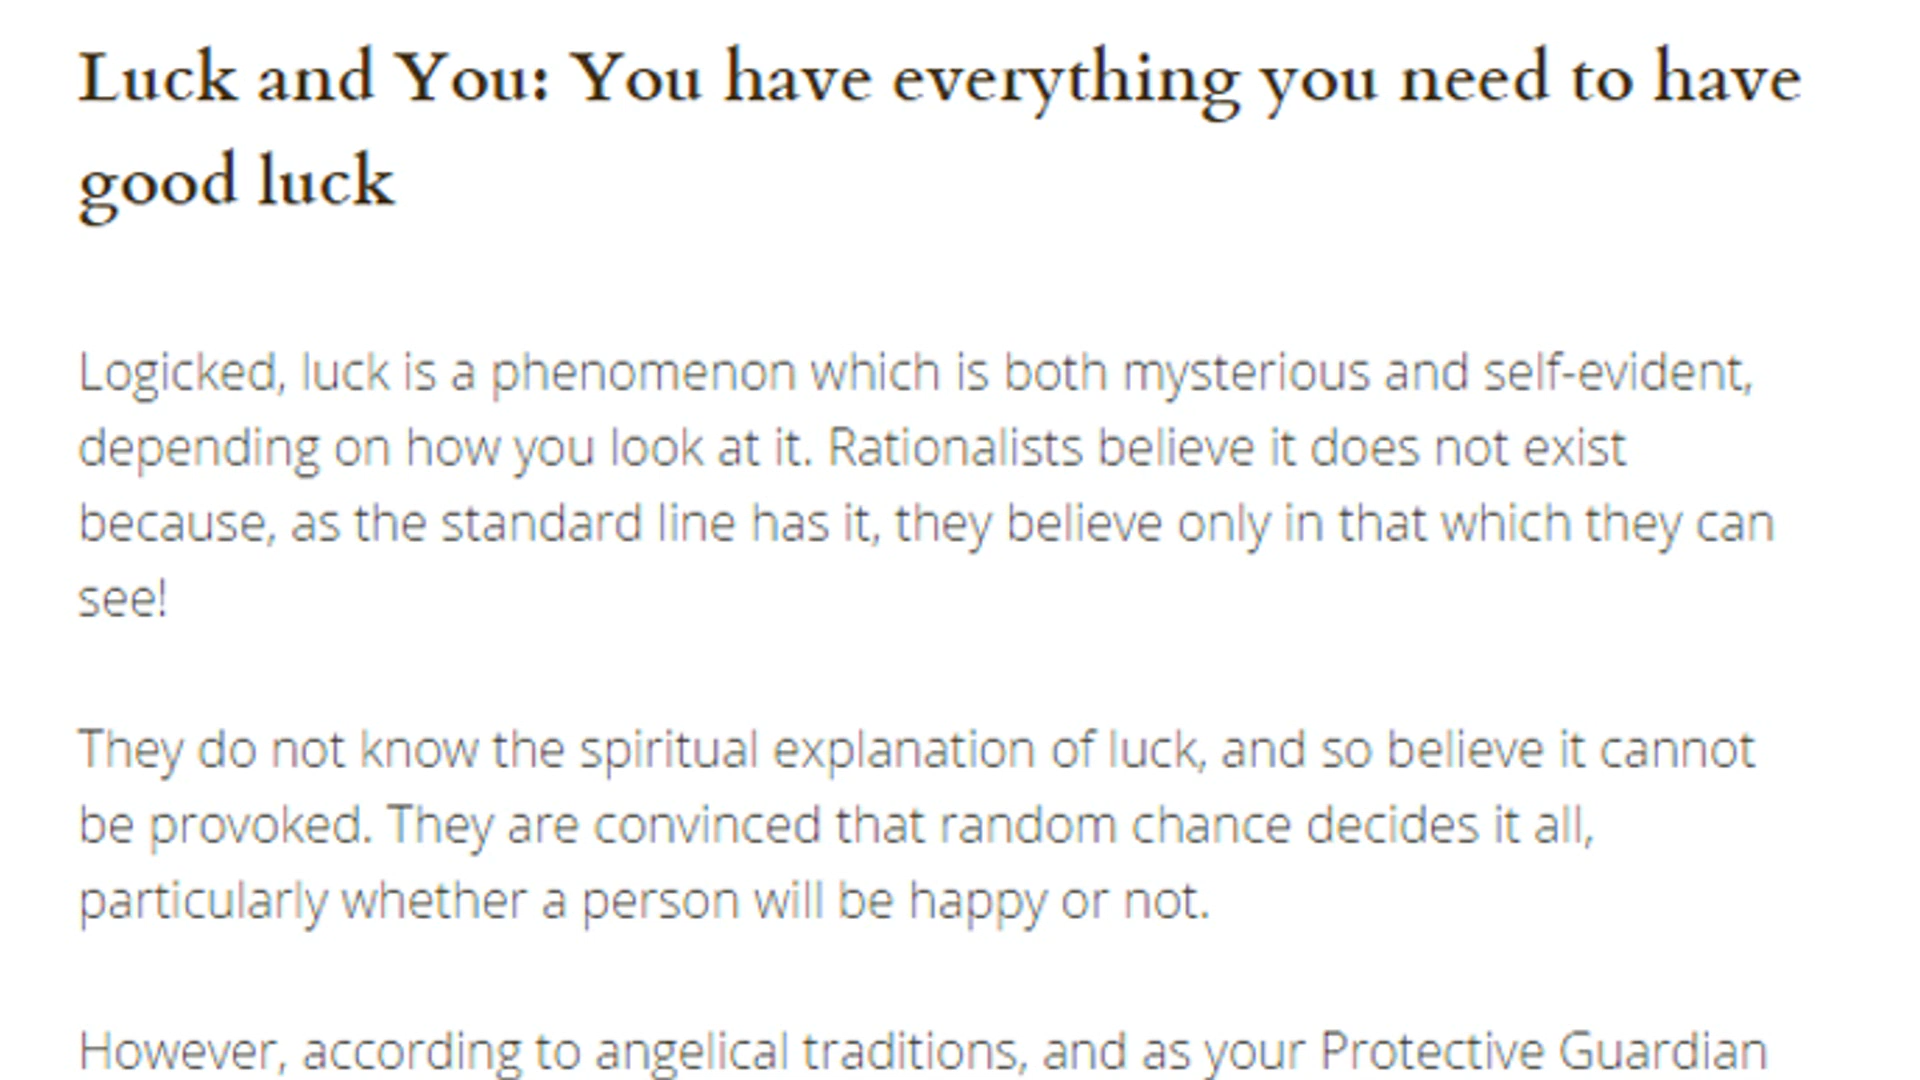 Luck and You: You have everything you need to have
good luck
Logicked, luck is a phenomenon which is both mysterious and self-evident,
depending on how you look at it. Rationalists believe it does not exist
because, as the standard line has it, they believe only in that which they can
see!
They do not know the spiritual explanation of luck, and so believe it cannot
be provoked. They are convinced that random chance decides it all,
particularly whether a person will be happy or not.
However, according to angelical traditions, and as your Protective Guardian